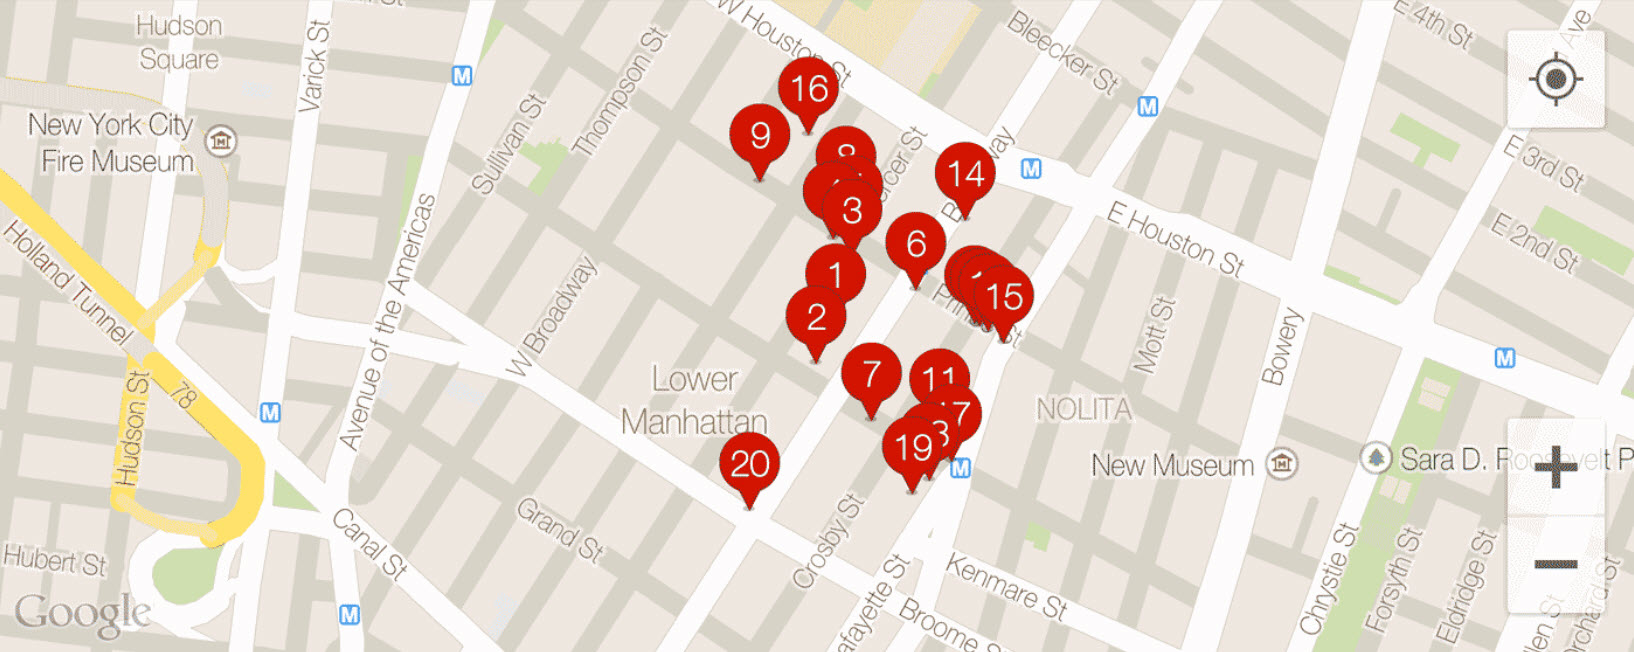 Hudson
Square
Varick St
M
Thompson St
Sullivan St
W Houston St
Bleecker St
E 4th St
Ave
M
New York City
Fire Museum
16
9
8
3
14
M
E 3rd St
E 2nd St
Holland Tunnel
Avenue of the Americas
W Broadway
6
1
2
15
E Houston St
Prince St
Mott St
Bowery
M
78
Hudson St
M
Lower
Manhattan
7
11
17
19
20
M
NOLITA
New Museum
Sara D. Roosevelt P
+
−
Grand St
Canal St
Crosby St
Kenmare St
Broome
afayette St
Chrystie St
Forsyth St
Eldridge St
len St
Orchard St
Hubert St
M
Google